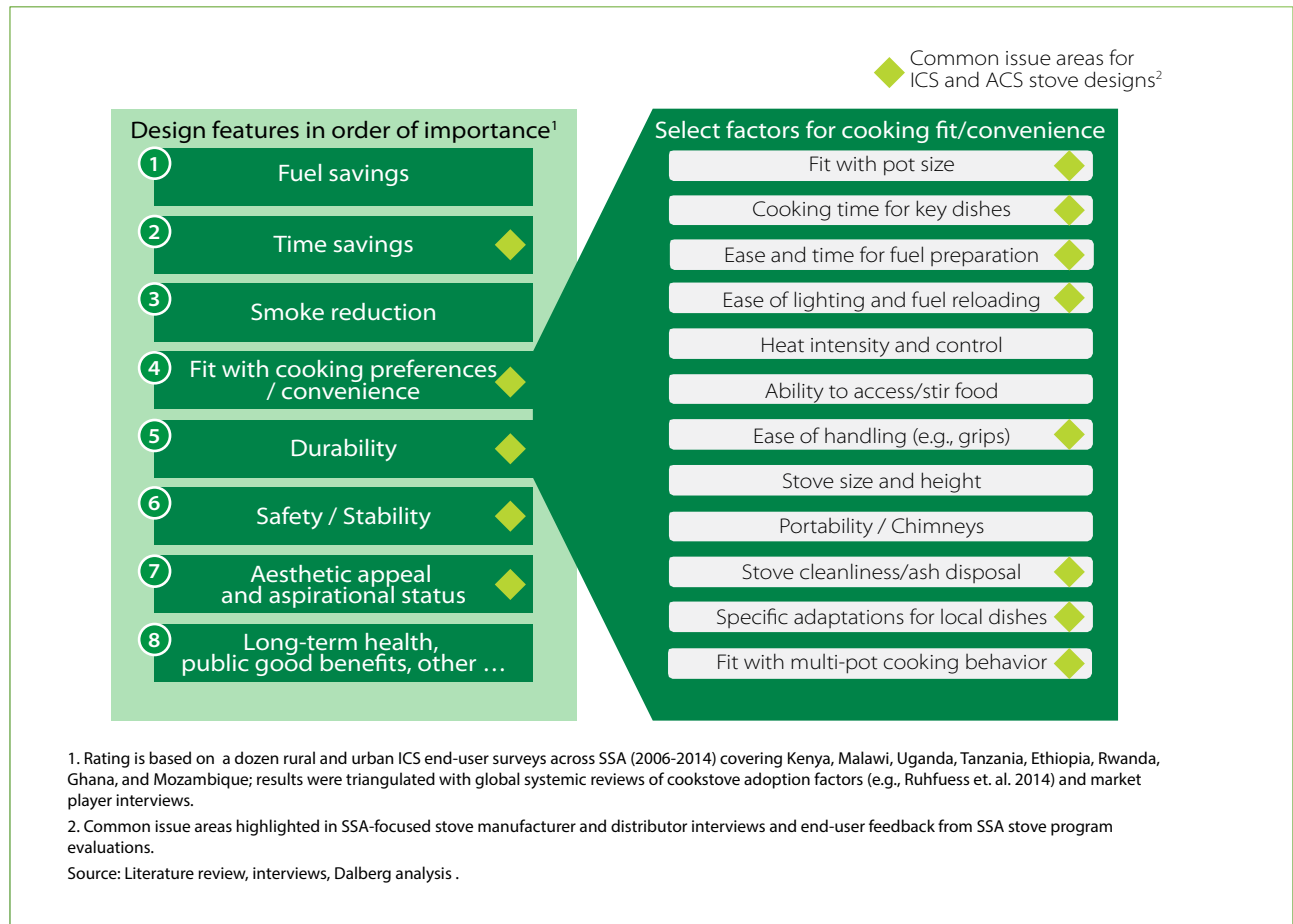 Common issue areas for
ICS and ACS stove designs2
Design features in order of importance1
1
Fuel savings
2
Time savings
3
Smoke reduction
4
Fit with cooking preferences
/ convenience
5
Durability
6
Safety / Stability
7
Aesthetic appeal
and aspirational status
8
Long-term health,
public good benefits, other …
Select factors for cooking fit/convenience
Fit with pot size
Cooking time for key dishes
Ease and time for fuel preparation
Ease of lighting and fuel reloading
Heat intensity and control
Ability to access/stir food
Ease of handling (e.g., grips)
Stove size and height
Portability / Chimneys
Stove cleanliness/ash disposal
Specific adaptations for local dishes
Fit with multi-pot cooking behavior
1. Rating is based on a dozen rural and urban ICS end-user surveys across SSA (2006-2014) covering Kenya, Malawi, Uganda, Tanzania, Ethiopia, Rwanda,
Ghana, and Mozambique; results were triangulated with global systemic reviews of cookstove adoption factors (e.g., Ruhfuess et. al. 2014) and market
player interviews.
2. Common issue areas highlighted in SSA-focused stove manufacturer and distributor interviews and end-user feedback from SSA stove program
evaluations.
Source: Literature review, interviews, Dalberg analysis .